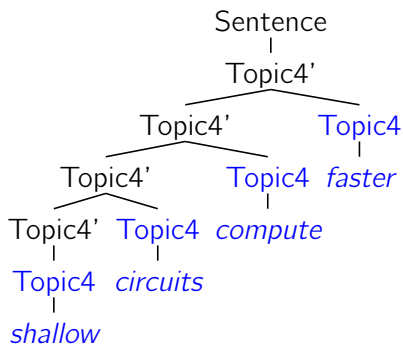 Sentence
Topic4’
Topic4’ Topic4
Topic4’ Topic4 faster
Topic4’ Topic4 compute
Topic4 circuits
shallow